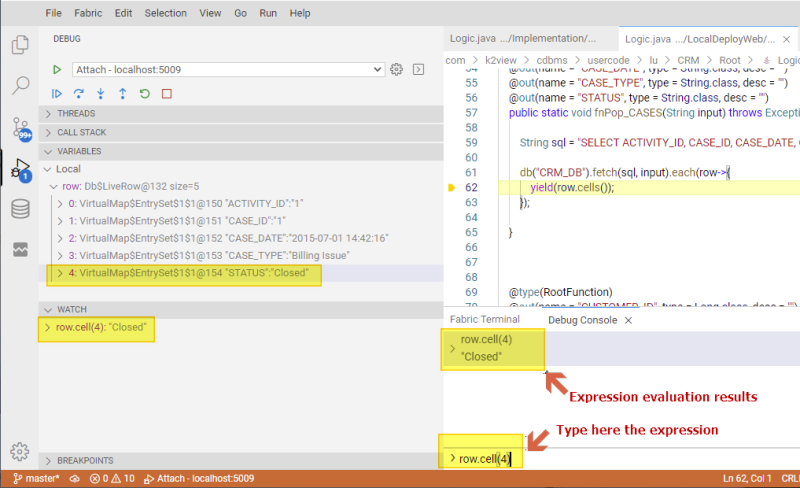 File Fabric Edit Selection View Go Run Help
DEBUG
Attach - localhost:5009
THREADS
CALL STACK
VARIABLES
Local
row: Db$LiveRow@132 size=5
0: VirtualMap$EntrySet$1$1@150 "ACTIVITY_ID":"1"
1: VirtualMap$EntrySet$1$1@151 "CASE_ID":"1"
2: VirtualMap$EntrySet$1$1@152 "CASE_DATE":"2015-07-01 14:42:16"
3: VirtualMap$EntrySet$1$1@153 "CASE_TYPE":"Billing Issue"
4: VirtualMap$EntrySet$1$1@154 "STATUS":"Closed"
WATCH
row.cell(4): "Closed"
BREAKPOINTS
99+
1
Logic.java .../Implementation/... Logic.java .../LocalDeployWeb/...
com > k2view > cdbms > usercode > lu > CRM > Root > Logic
54 @out(name = "CASE_DATE", type = String.class, desc = "")
55 @out(name = "CASE_TYPE", type = String.class, desc = "")
56 @out(name = "STATUS", type = String.class, desc = "")
57 public static void fnPop_CASES(String input) throws Excepti
58
59 String sql = "SELECT ACTIVITY_ID, CASE_ID, CASE_DATE,
60
61 db("CRM_DB").fetch(sql, input).each(row->{
62 yield(row.cells());
63 });
64
65 }
66
67
68
69 @type(RootFunction)
70 @out(name = "CUSTOMER_ID", type = Long.class, desc = "")
Fabric Terminal Debug Console
row.cell(4)
"Closed"
Expression evaluation results
Type here the expression
row.cell(4)
master* 0 10 Attach - localhost:5009 Ln 62, Col 1 CRL